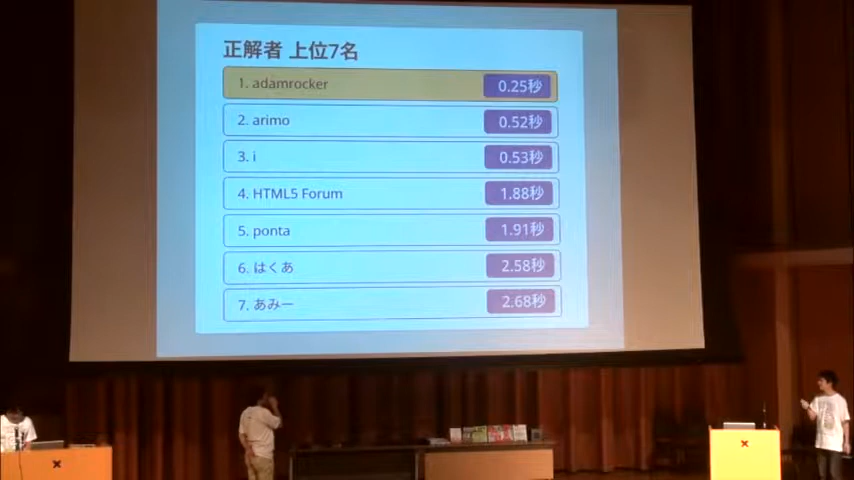 正解者 上位7名
1. adamrocker 0.25秒
2. arimo 0.52秒
3. i 0.53秒
4. HTML5 Forum 1.88秒
5. ponta 1.91秒
6. はくあ 2.58秒
7. あみー 2.68秒